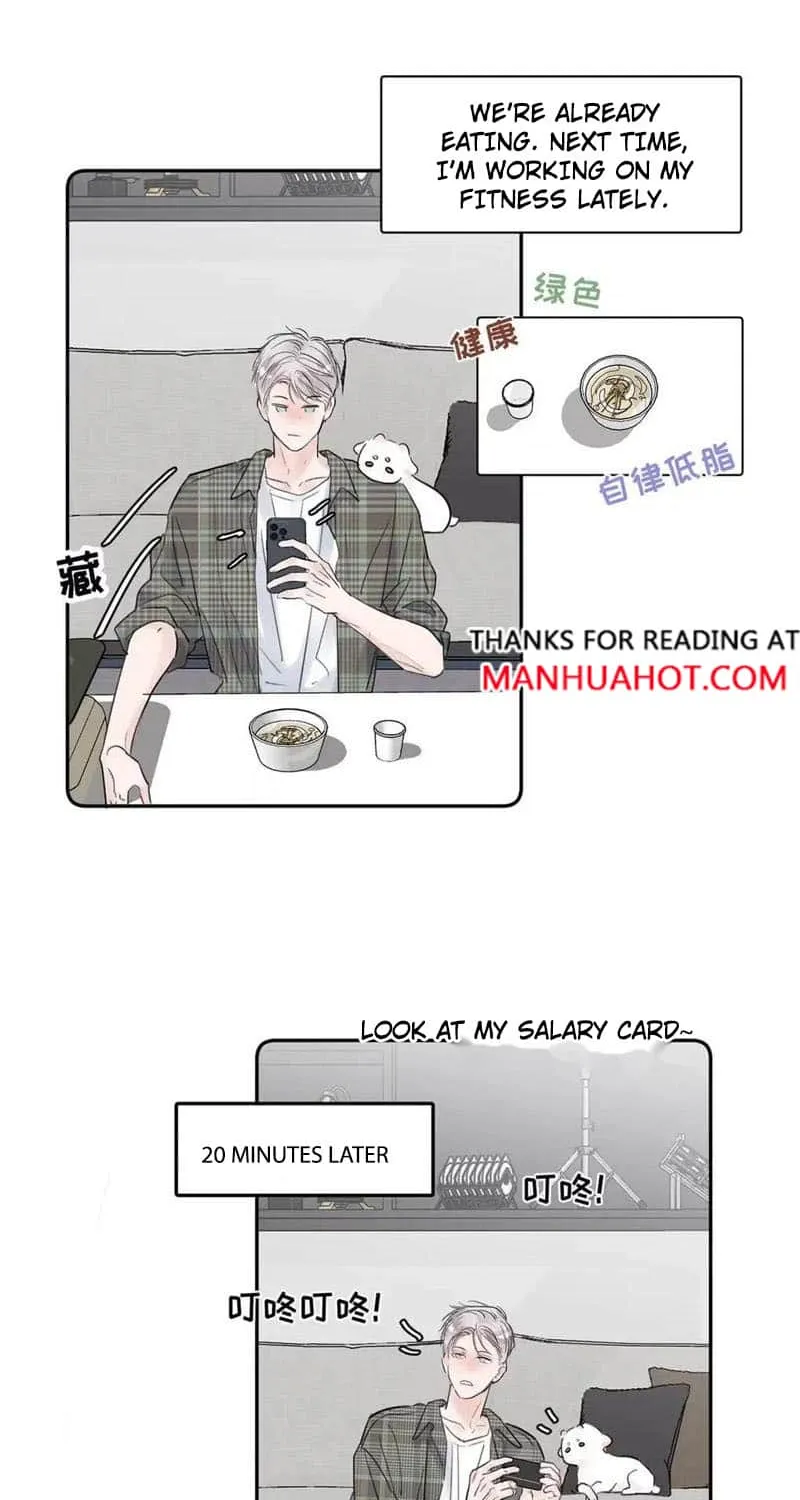 WE'RE ALREADY
EATING. NEXT TIME,
I'M WORKING ON MY
FITNESS LATELY.
绿色
健康
自律低脂
藏
THANKS FOR READING AT
MANHUAHOT.COM
LOOK AT MY SALARY CARD~
20 MINUTES LATER
叮咚!
叮咚叮咚!